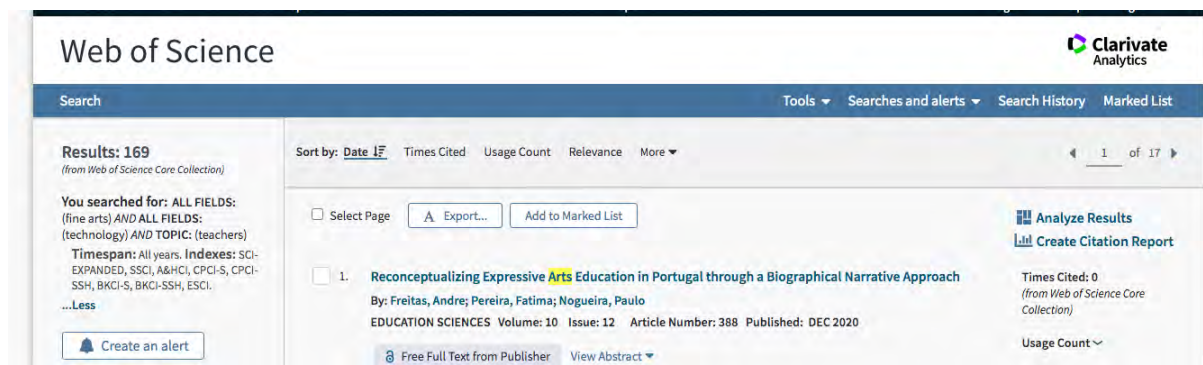 Web of Science
Clarivate
Analytics
Search
Tools
Searches and alerts
Search History
Marked List
Results: 169
(from Web of Science Core Collection)
You searched for: ALL FIELDS:
(fine arts) AND ALL FIELDS:
(technology) AND TOPIC: (teachers)
Timespan: All years. Indexes: SCI-
EXPANDED, SSCI, A&HCI, CPCI-S, CPCI-
SSH, BKCI-S, BKCI-SSH, ESCI.
...Less
Create an alert
Sort by: Date Times Cited Usage Count Relevance More
1 of 17
Select Page
Export...
Add to Marked List
1. Reconceptualizing Expressive Arts Education in Portugal through a Biographical Narrative Approach
By: Freitas, Andre; Pereira, Fatima; Nogueira, Paulo
EDUCATION SCIENCES Volume: 10 Issue: 12 Article Number: 388 Published: DEC 2020
Free Full Text from Publisher View Abstract
Analyze Results
Create Citation Report
Times Cited: 0
(from Web of Science Core
Collection)
Usage Count